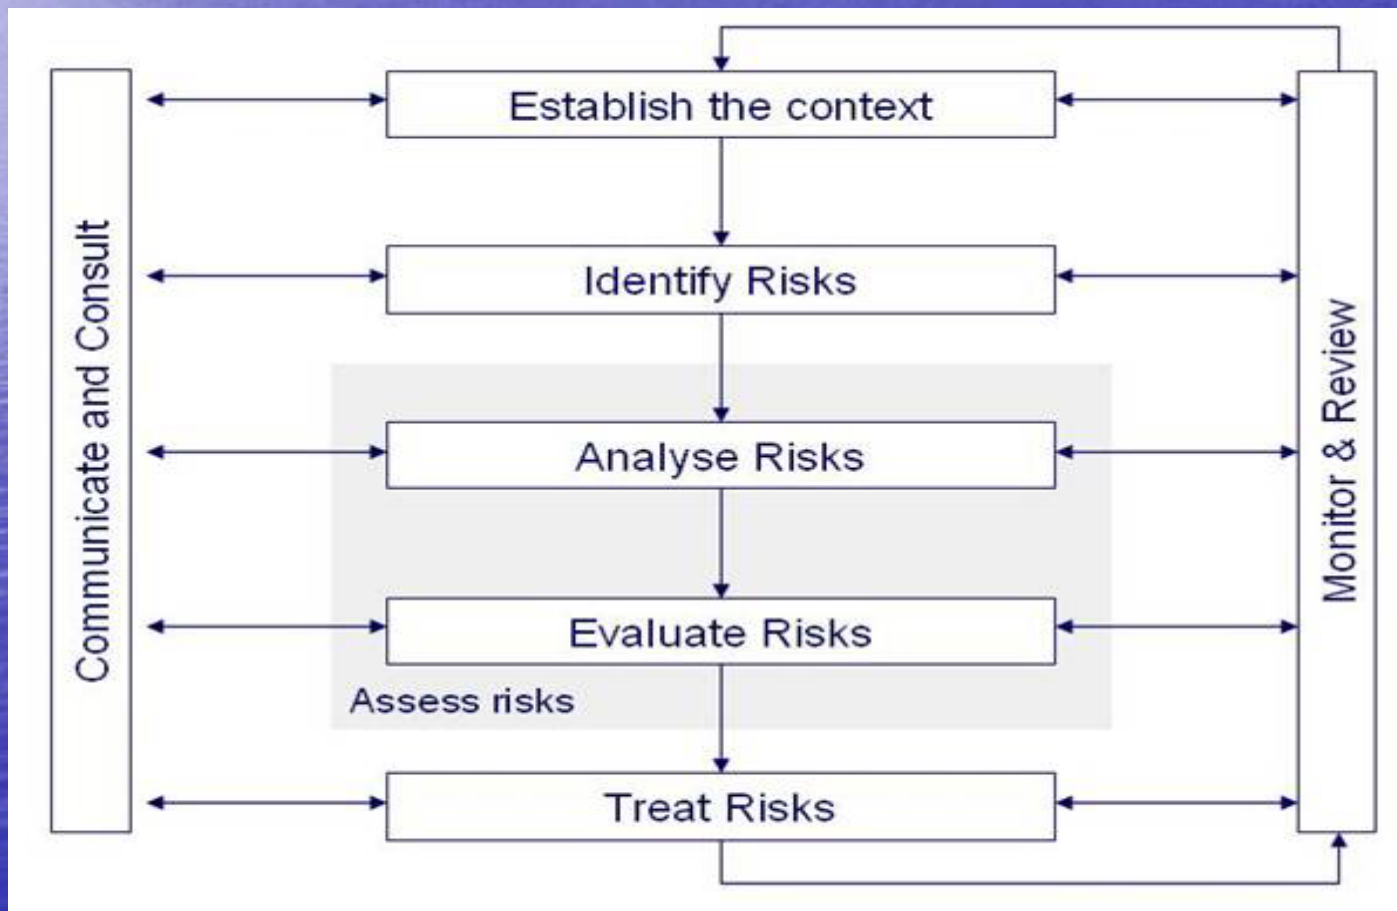 Establish the context
Communicate and Consult
Identify Risks
Monitor & Review
Analyse Risks
Evaluate Risks
Assess risks
Treat Risks